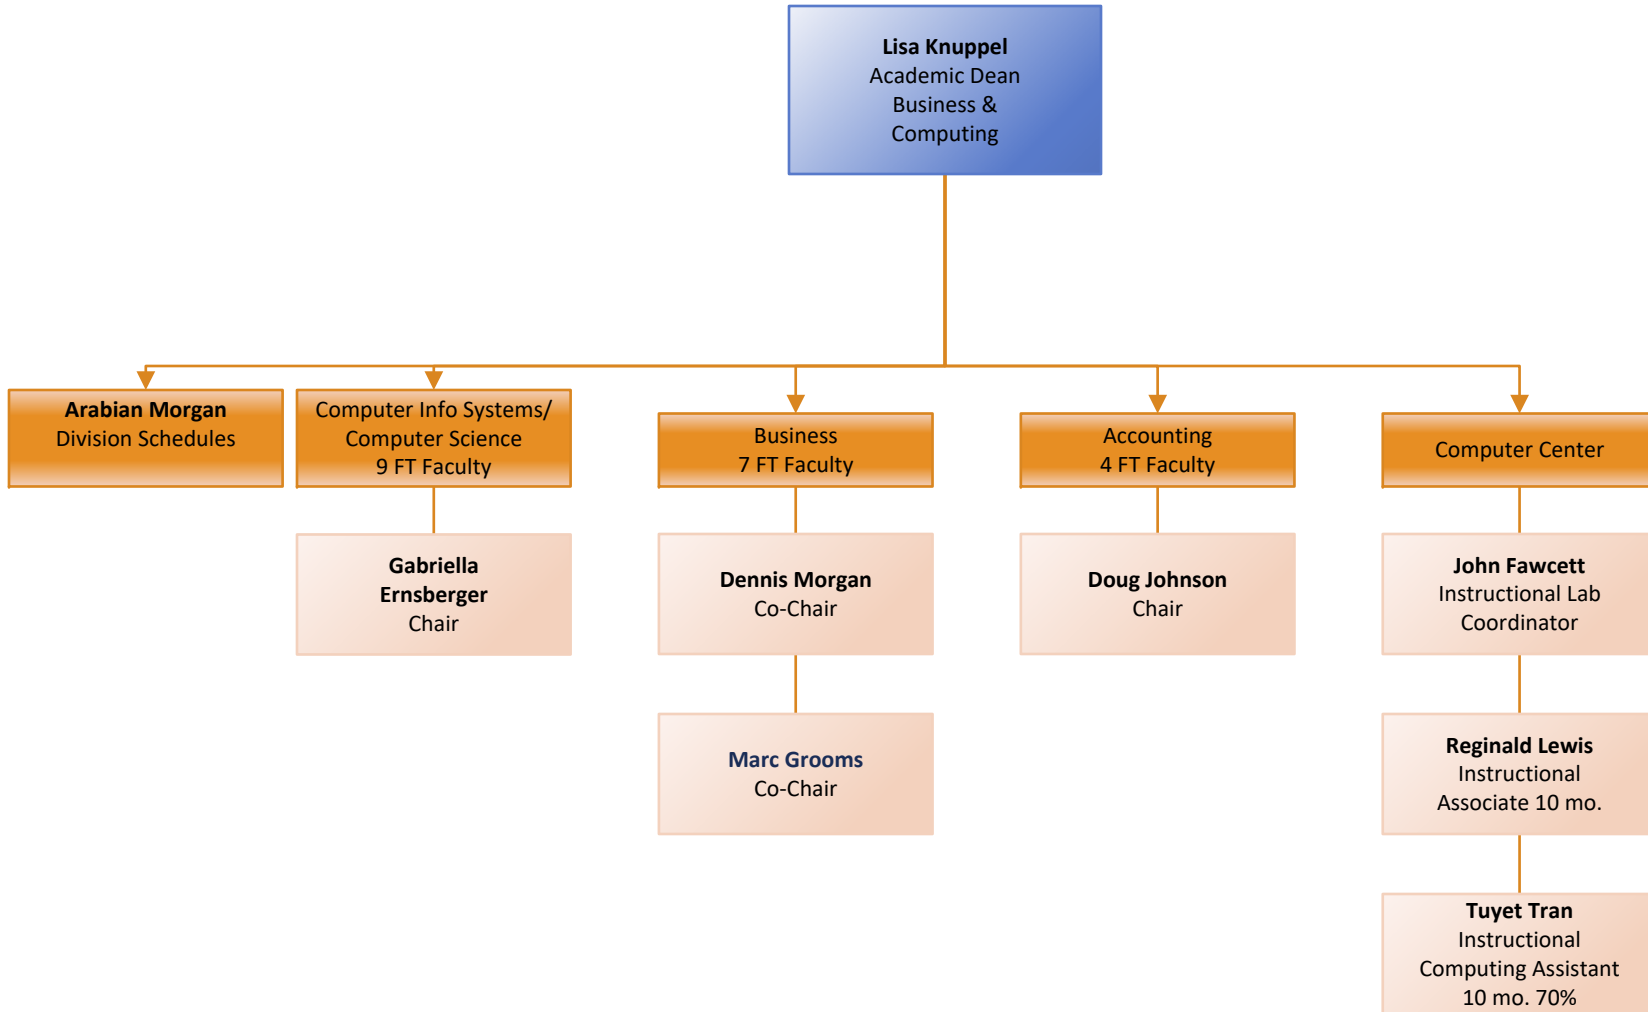 Lisa Knuppel
Academic Dean
Business &
Computing
Arabian Morgan
Division Schedules
Computer Info Systems/
Computer Science
9 FT Faculty
Business
7 FT Faculty
Accounting
4 FT Faculty
Computer Center
Gabriella
Ernsberger
Chair
Dennis Morgan
Co-Chair
Doug Johnson
Chair
John Fawcett
Instructional Lab
Coordinator
Marc Grooms
Co-Chair
Reginald Lewis
Instructional
Associate 10 mo.
Tuyet Tran
Instructional
Computing Assistant
10 mo. 70%